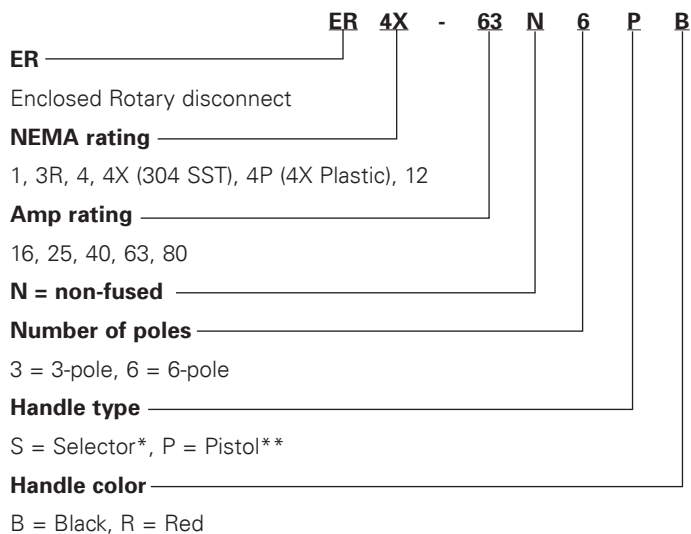 ER 4X - 63 N 6 P B
ER
Enclosed Rotary disconnect
NEMA rating
1, 3R, 4, 4X (304 SST), 4P (4X Plastic), 12
Amp rating
16, 25, 40, 63, 80
N = non-fused
Number of poles
3 = 3-pole, 6 = 6-pole
Handle type
S = Selector*, P = Pistol**
Handle color
B = Black, R = Red